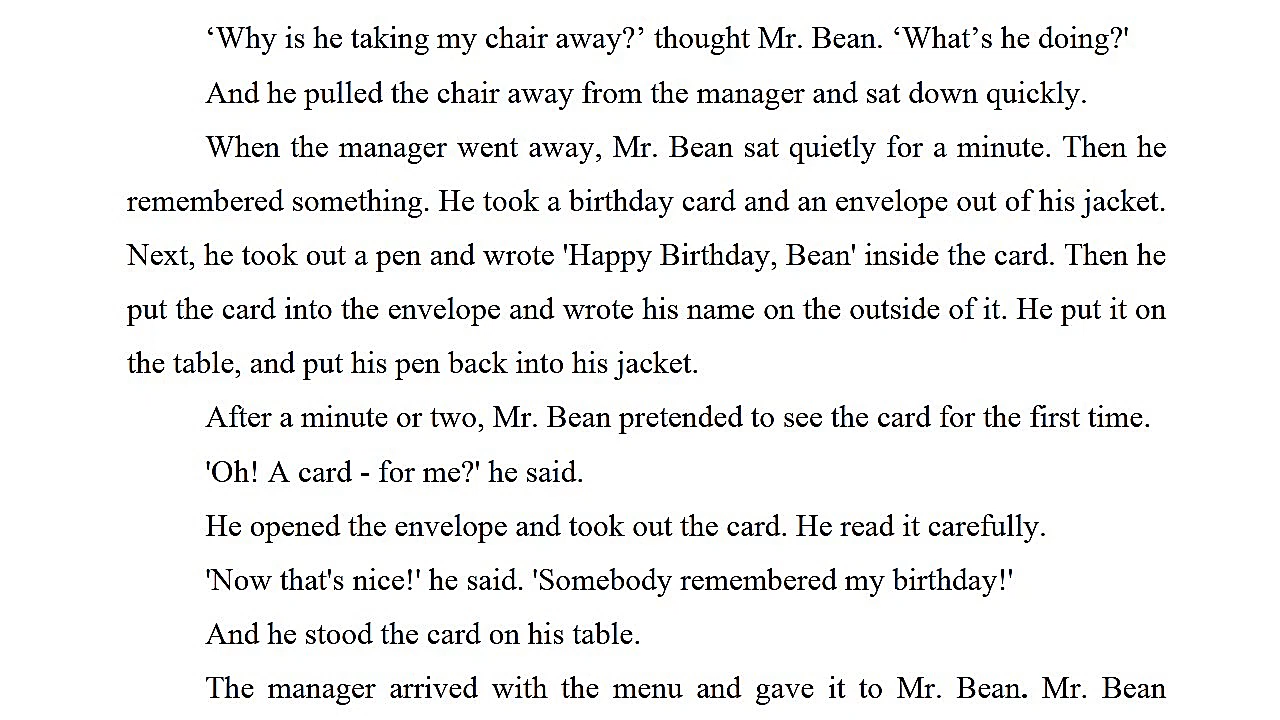 ‘Why is he taking my chair away?’ thought Mr. Bean. ‘What’s he doing?'
And he pulled the chair away from the manager and sat down quickly.
When the manager went away, Mr. Bean sat quietly for a minute. Then he
remembered something. He took a birthday card and an envelope out of his jacket.
Next, he took out a pen and wrote 'Happy Birthday, Bean' inside the card. Then he
put the card into the envelope and wrote his name on the outside of it. He put it on
the table, and put his pen back into his jacket.
After a minute or two, Mr. Bean pretended to see the card for the first time.
'Oh! A card - for me?' he said.
He opened the envelope and took out the card. He read it carefully.
'Now that's nice!' he said. 'Somebody remembered my birthday!'
And he stood the card on his table.
The manager arrived with the menu and gave it to Mr. Bean. Mr. Bean